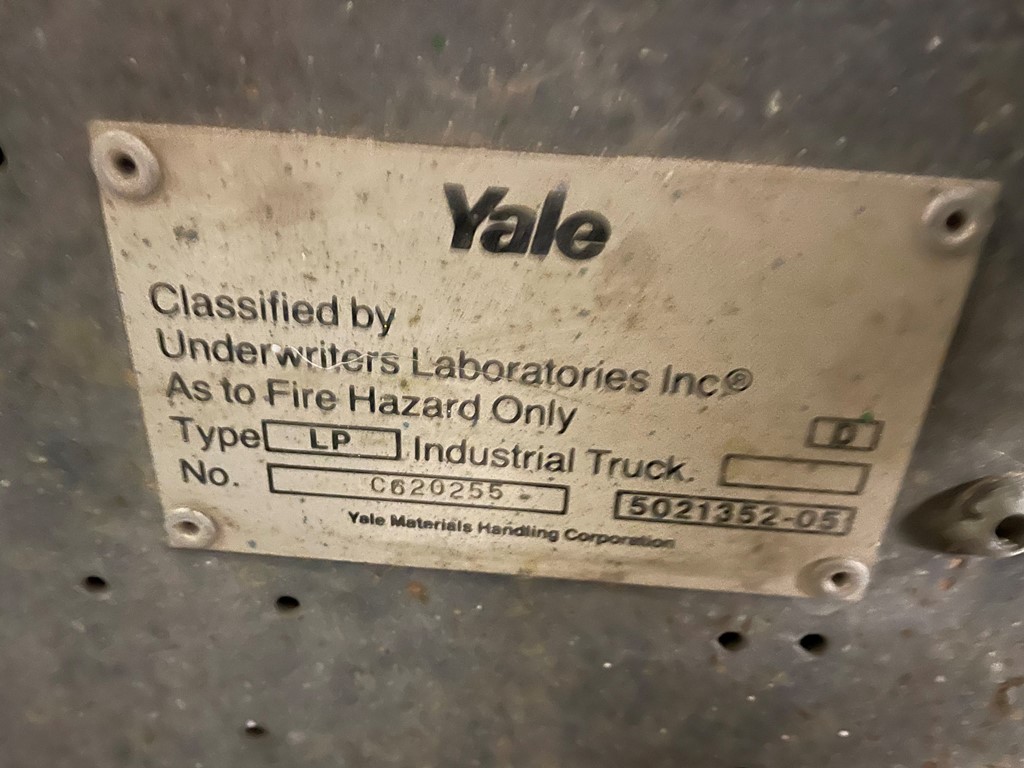 Yale
Classified by
Underwriters Laboratories Inc®
As to Fire Hazard Only
D
Type LP Industrial Truck.
No. C620255
5021352-05
Yale Materials Handling Corporation